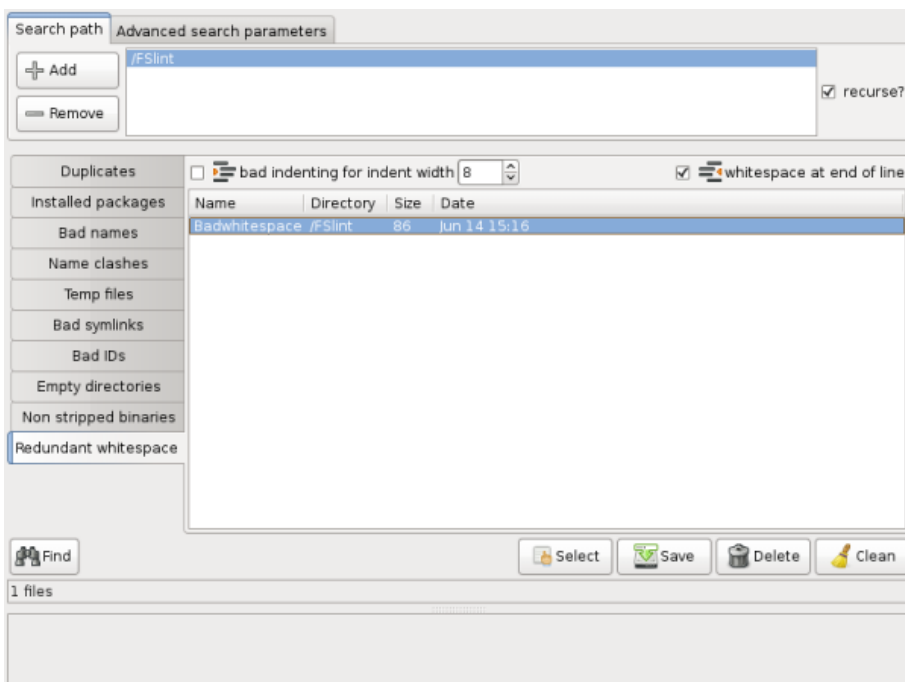 Search path Advanced search parameters
Add
/FSlint
recurse?
Remove
Duplicates
bad indenting for indent width 8
whitespace at end of line
Installed packages
Name Directory Size Date
Bad names
Badwhitespace /FSlint 86 Jun 14 15:16
Name clashes
Temp files
Bad symlinks
Bad IDs
Empty directories
Non stripped binaries
Redundant whitespace
Find
Select Save Delete Clean
1 files